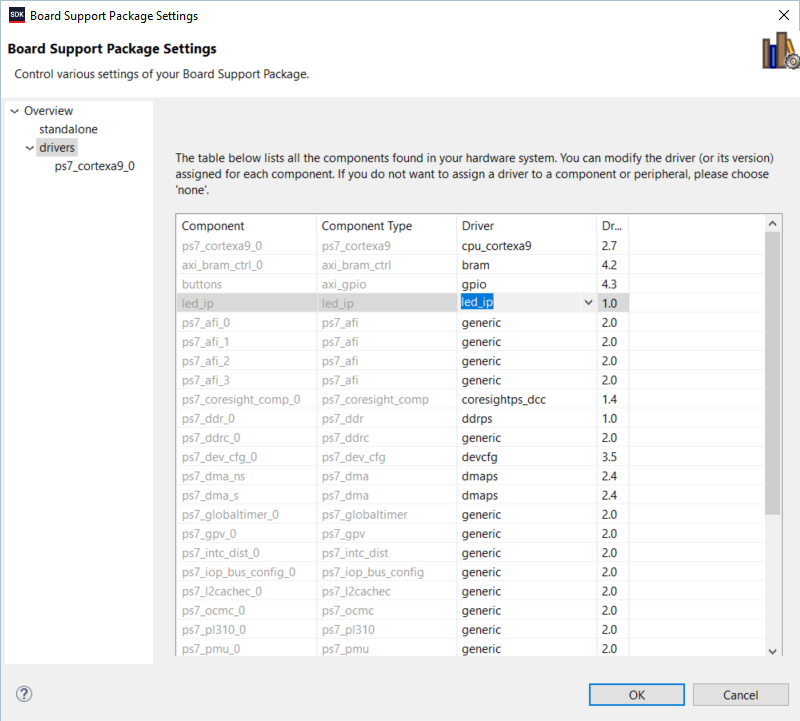 SDK Board Support Package Settings
Board Support Package Settings
Control various settings of your Board Support Package.
Overview
standalone
drivers
ps7_cortexa9_0
The table below lists all the components found in your hardware system. You can modify the driver (or its version)
assigned for each component. If you do not want to assign a driver to a component or peripheral, please choose
'none'.
Component Component Type Driver Dr...
ps7_cortexa9_0 ps7_cortexa9 cpu_cortexa9 2.7
axi_bram_ctrl_0 axi_bram_ctrl bram 4.2
buttons axi_gpio gpio 4.3
led_ip led_ip led_ip 1.0
ps7_afi_0 ps7_afi generic 2.0
ps7_afi_1 ps7_afi generic 2.0
ps7_afi_2 ps7_afi generic 2.0
ps7_afi_3 ps7_afi generic 2.0
ps7_coresight_comp_0 ps7_coresight_comp coresightps_dcc 1.4
ps7_ddr_0 ps7_ddr ddrps 1.0
ps7_ddrc_0 ps7_ddrc generic 2.0
ps7_dev_cfg_0 ps7_dev_cfg devcfg 3.5
ps7_dma_ns ps7_dma dmaps 2.4
ps7_dma_s ps7_dma dmaps 2.4
ps7_globaltimer_0 ps7_globaltimer generic 2.0
ps7_gpv_0 ps7_gpv generic 2.0
ps7_intc_dist_0 ps7_intc_dist generic 2.0
ps7_iop_bus_config_0 ps7_iop_bus_config generic 2.0
ps7_l2cachec_0 ps7_l2cachec generic 2.0
ps7_ocmc_0 ps7_ocmc generic 2.0
ps7_pl310_0 ps7_pl310 generic 2.0
ps7_pmu_0 ps7_pmu generic 2.0
? OK Cancel